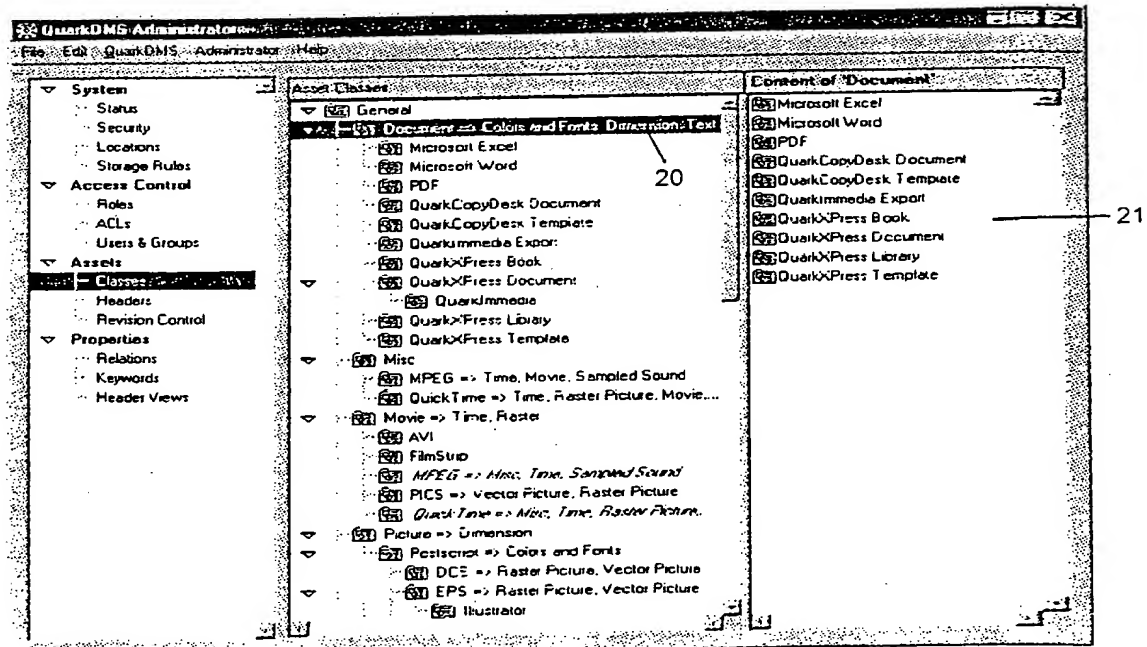 QuarkDMS Administrator
File Edit QuarkDMS Administrator Help
System
Status
Security
Locations
Storage Rules
Access Control
Roles
ACLs
Users & Groups
Assets
Classes
Headers
Revision Control
Properties
Relations
Keywords
Header Views
Asset Classes
General
Document => Colors and Fonts, Dimension, Text
Microsoft Excel
Microsoft Word
PDF
QuarkCopyDesk Document
QuarkCopyDesk Template
QuarkImmedia Export
QuarkXPress Book
QuarkXPress Document
QuarkImmedia
QuarkXPress Library
QuarkXPress Template
Misc
MPEG => Time, Movie, Sampled Sound
QuickTime => Time, Raster Picture, Movie,...
Movie => Time, Raster
AVI
FilmStrip
MPEG => Misc, Time, Sampled Sound
PICS => Vector Picture, Raster Picture
QuickTime => Misc, Time, Raster Picture,
Picture => Dimension
Postscript => Colors and Fonts
DCE => Raster Picture, Vector Picture
EPS => Raster Picture, Vector Picture
Illustrator
20
Content of "Document"
Microsoft Excel
Microsoft Word
PDF
QuarkCopyDesk Document
QuarkCopyDesk Template
QuarkImmedia Export
QuarkXPress Book
QuarkXPress Document
QuarkXPress Library
QuarkXPress Template
21